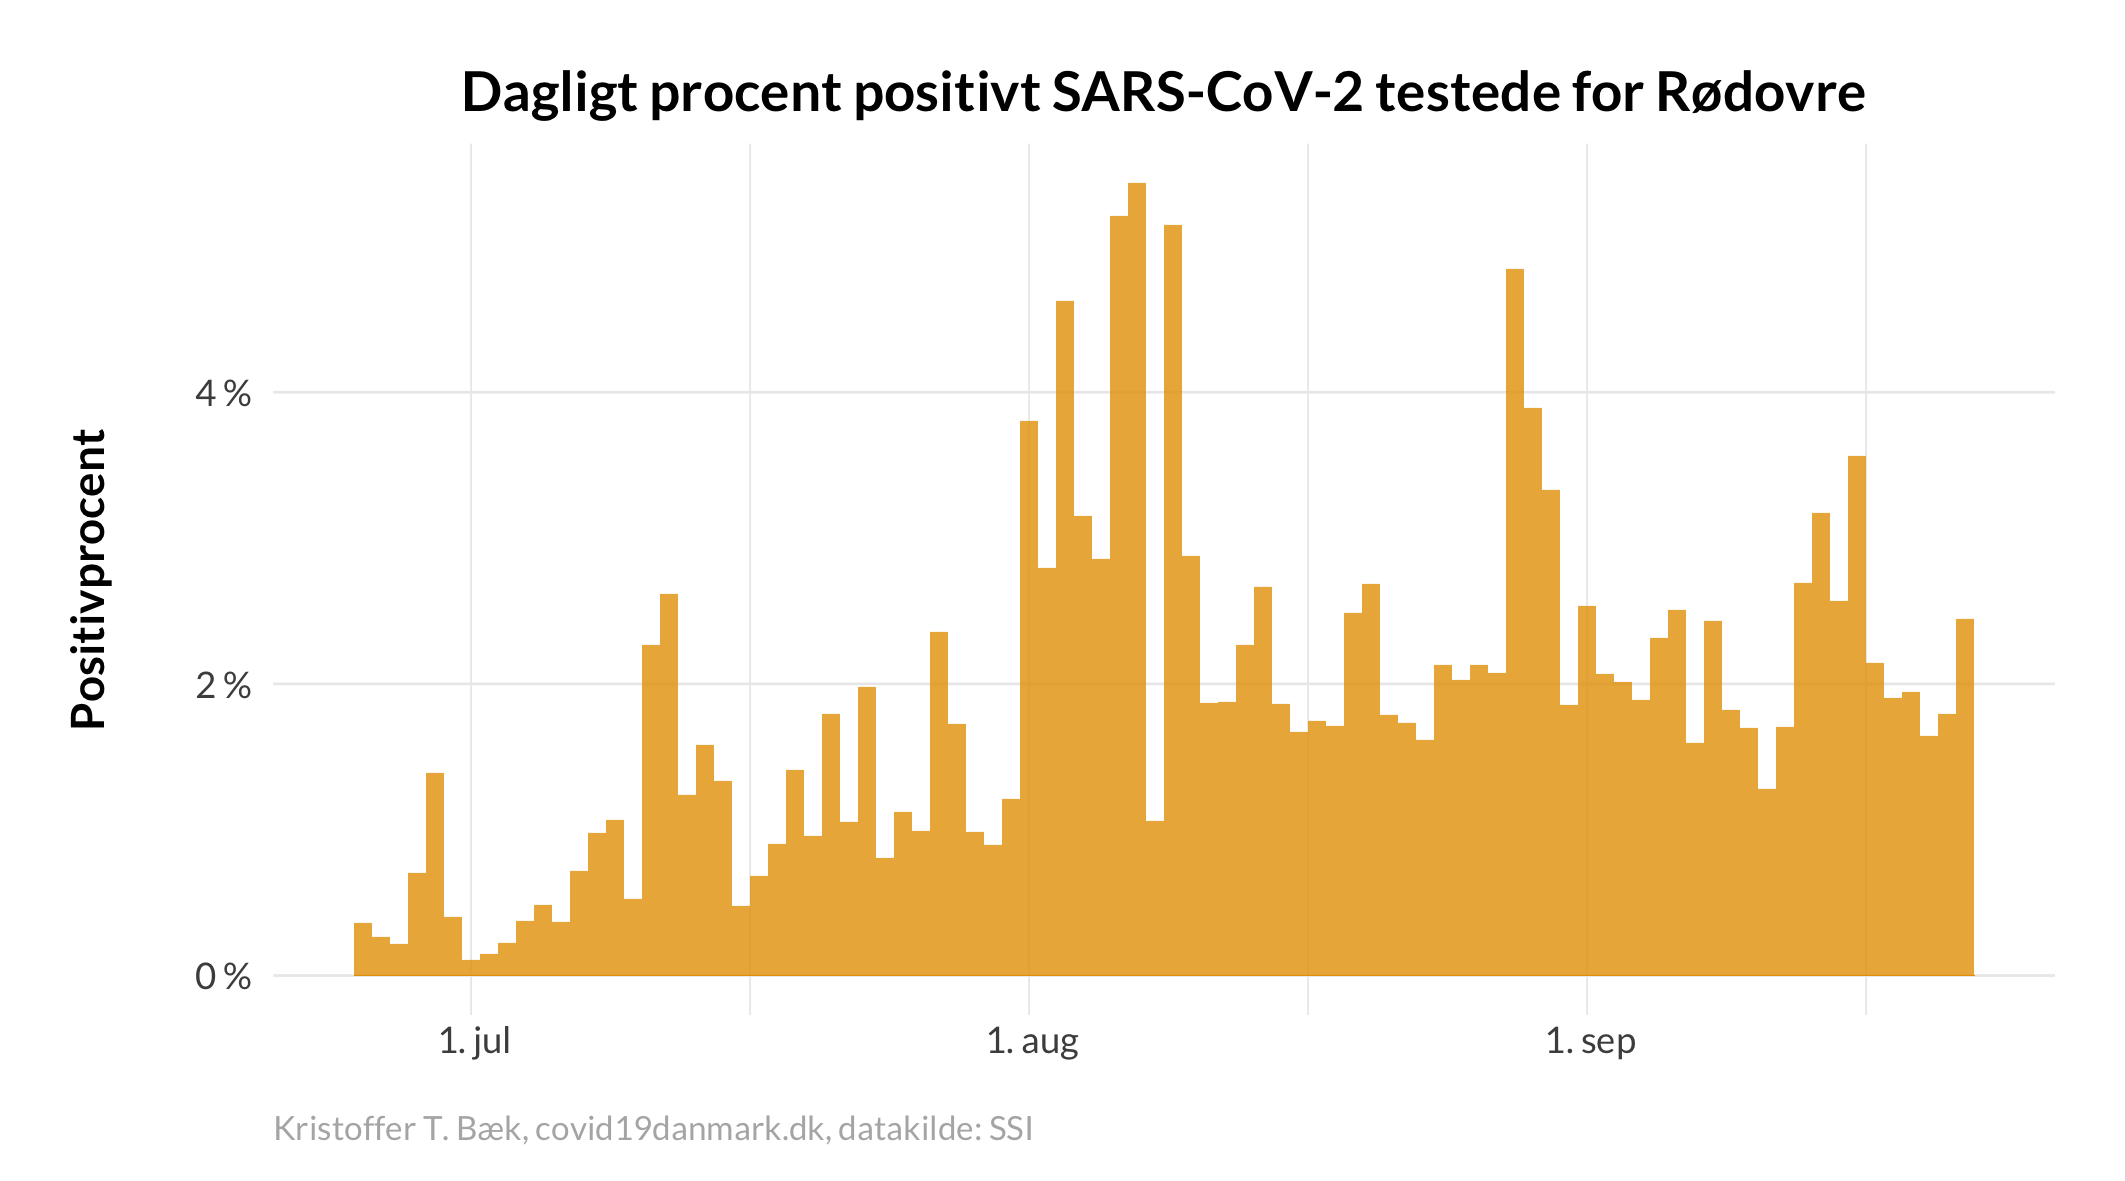 Dagligt procent positivt SARS-CoV-2 testede for Rødovre
Positivprocent
4 %
2 %
0 %
1. jul
1. aug
1. sep
Kristoffer T. Bæk, covid19danmark.dk, datakilde: SSI